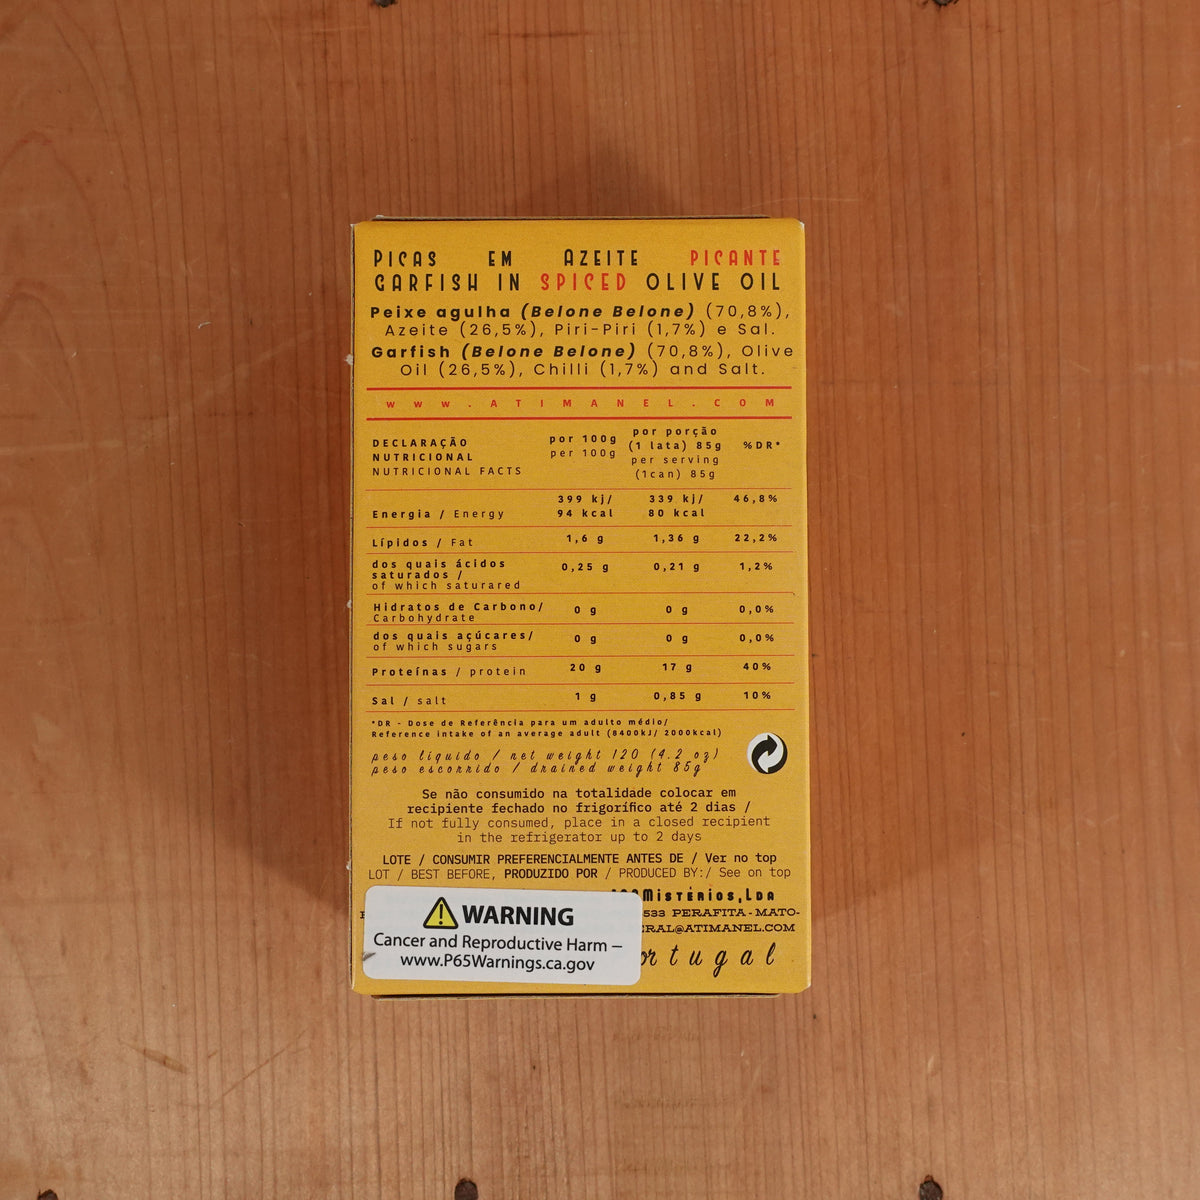 Picas em Azeite picante
GARFISH IN SPICED OLIVE OIL
Peixe agulha (Belone Belone) (70,8%),
Azeite (26,5%), Piri-Piri (1,7%) e Sal.
Garfish (Belone Belone) (70,8%), Olive
Oil (26,5%), Chilli (1,7%) and Salt.
www.ATIMANEL.COM
DECLARAÇÃO
NUTRICIONAL
NUTRICIONAL FACTS
por 100g
per 100g
por porção
(1 lata) 85g
per serving
(1can) 85g
%DR*
Energia / Energy 399 kj/ 339 kj/ 46,8%
94 kcal 80 kcal
Lípidos / Fat 1,6 g 1,36 g 22,2%
dos quais ácidos
saturados / 0,25 g 0,21 g 1,2%
of which saturared
Hidratos de Carbono/ 0 g 0 g 0,0%
Carbohydrate
dos quais açúcares/ 0 g 0 g 0,0%
of which sugars
Proteínas / protein 20 g 17 g 40%
Sal / salt 1 g 0,85 g 10%
*DR - Dose de Referência para um adulto médio/
Reference intake of an average adult (8400kJ/ 2000kcal)
peso líquido / net weight 120 (4.2 oz)
peso escorrido / drained weight 85g
Se não consumido na totalidade colocar em
recipiente fechado no frigorífico até 2 dias /
If not fully consumed, place in a closed recipient
in the refrigerator up to 2 days
LOTE / CONSUMIR PREFERENCIALMENTE ANTES DE / Ver no top
LOT / BEST BEFORE, PRODUZIDO POR / PRODUCED BY:/ See on top
Mistérios, Lda
533 PERAFITA-MATO-
ERAL@ATIMANEL.COM
ortugal
WARNING
Cancer and Reproductive Harm –
www.P65Warnings.ca.gov